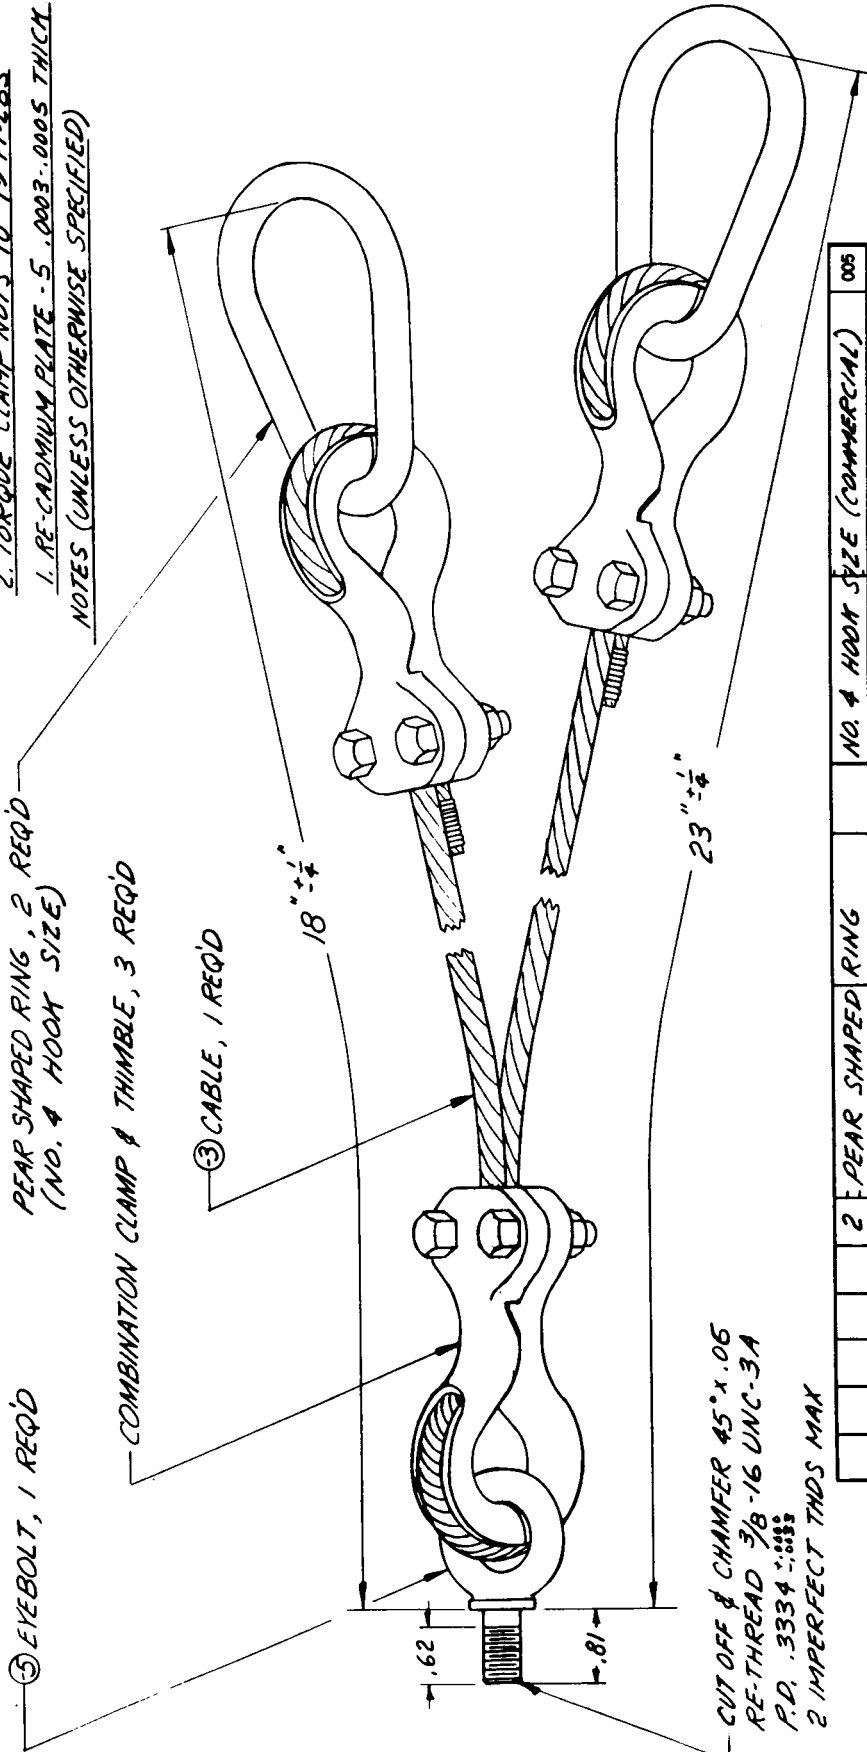 2. TORQUE CLAMP NUTS TO
1. RE-CADMIUM PLATE -5 .0003-.0005 THICK
NOTES (UNLESS OTHERWISE SPECIFIED)
-5 EYEBOLT, 1 REQ'D
PEAR SHAPED RING, 2 REQ'D
(NO. 4 HOOK SIZE)
COMBINATION CLAMP & THIMBLE, 3 REQ'D
-3 CABLE, 1 REQ'D
18" ± 1/4"
23" ± 1/4"
.62
.81
CUT OFF & CHAMFER 45° x .06
RE-THREAD 3/8-16 UNC-3A
P.D. .3334
2 IMPERFECT THDS MAX
2 PEAR SHAPED RING NO. 4 HOOK SIZE (COMMERCIAL) 005